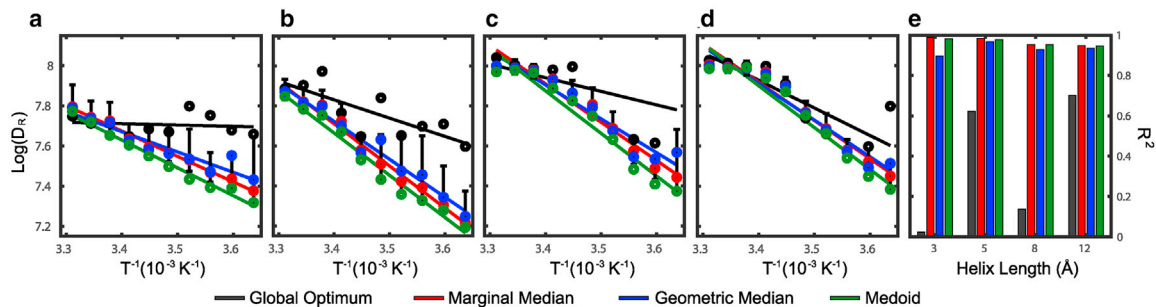 a
b
c
d
e
Log(D_R)
8
7.8
7.6
7.4
7.2
3.3 3.4 3.5 3.6
3.3 3.4 3.5 3.6
3.3 3.4 3.5 3.6
3.3 3.4 3.5 3.6
T⁻¹(10⁻³ K⁻¹)
T⁻¹(10⁻³ K⁻¹)
T⁻¹(10⁻³ K⁻¹)
T⁻¹(10⁻³ K⁻¹)
1
0.8
0.6
0.4
0.2
0
R²
3 5 8 12
Helix Length (Å)
Global Optimum Marginal Median Geometric Median Medoid